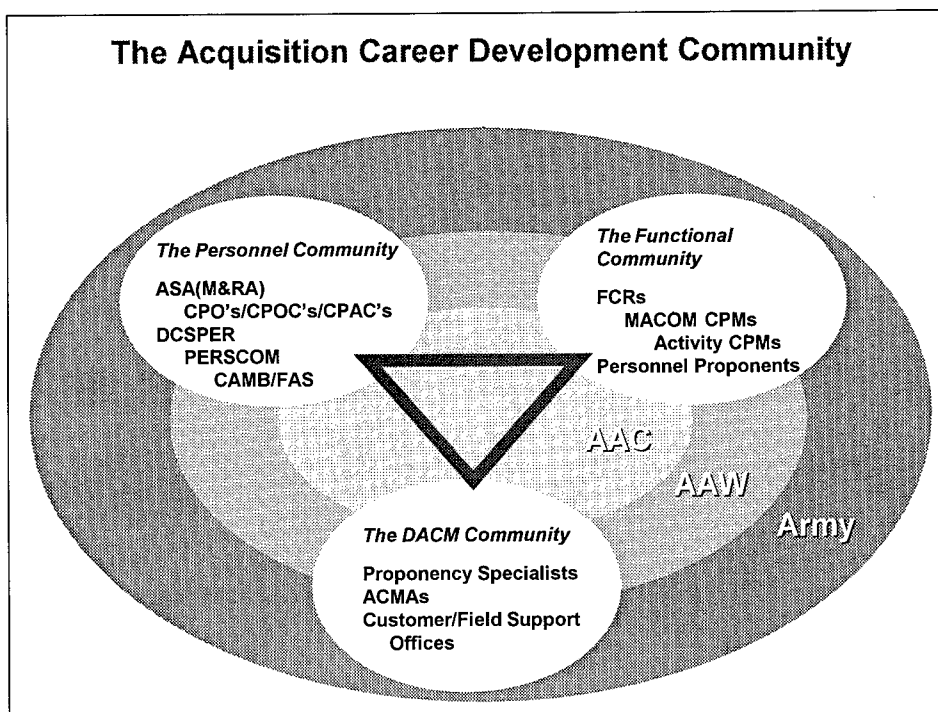 The Acquisition Career Development Community
The Personnel Community
ASA(M&RA)
CPO's/CPOC's/CPAC's
DCSPER
PERSCOM
CAMB/FAS
The Functional
Community
FCRs
MACOM CPMs
Activity CPMs
Personnel Proponents
AAC
AAW
Army
The DACM Community
Proponency Specialists
ACMAs
Customer/Field Support
Offices